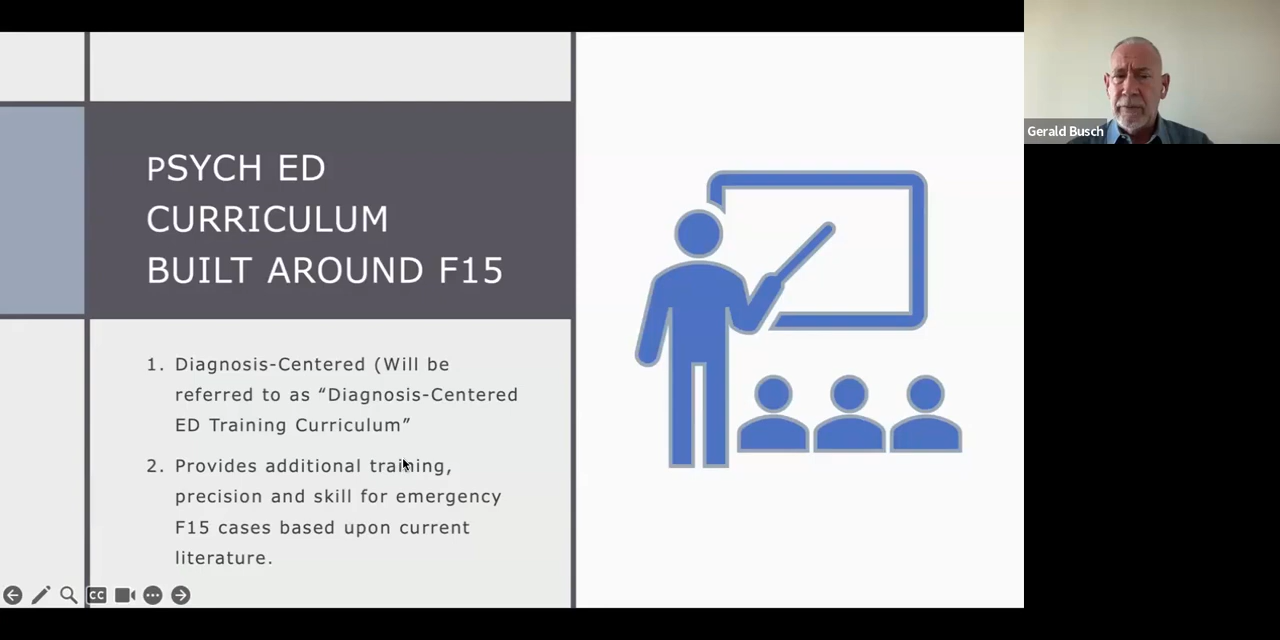 PSYCH ED
CURRICULUM
BUILT AROUND F15
1. Diagnosis-Centered (Will be
referred to as “Diagnosis-Centered
ED Training Curriculum”
2. Provides additional training,
precision and skill for emergency
F15 cases based upon current
literature.
CC
Gerald Busch